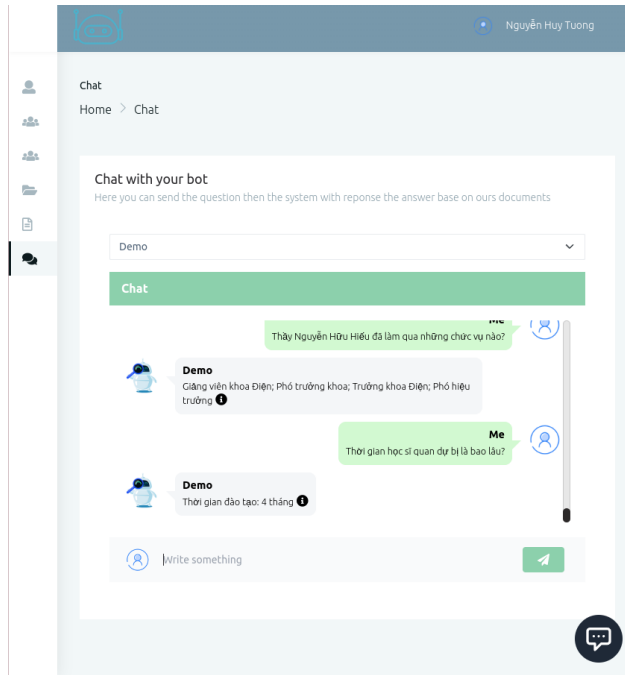 Nguyễn Huy Tuong
Chat
Home > Chat
Chat with your bot
Here you can send the question then the system with reponse the answer base on ours documents
Demo
Chat
Me
Thầy Nguyễn Hữu Hiếu đã làm qua những chức vụ nào?
Demo
Giảng viên khoa Điện; Phó trưởng khoa; Trưởng khoa Điện; Phó hiệu
trưởng
Me
Thời gian học sĩ quan dự bị là bao lâu?
Demo
Thời gian đào tạo: 4 tháng
Write something